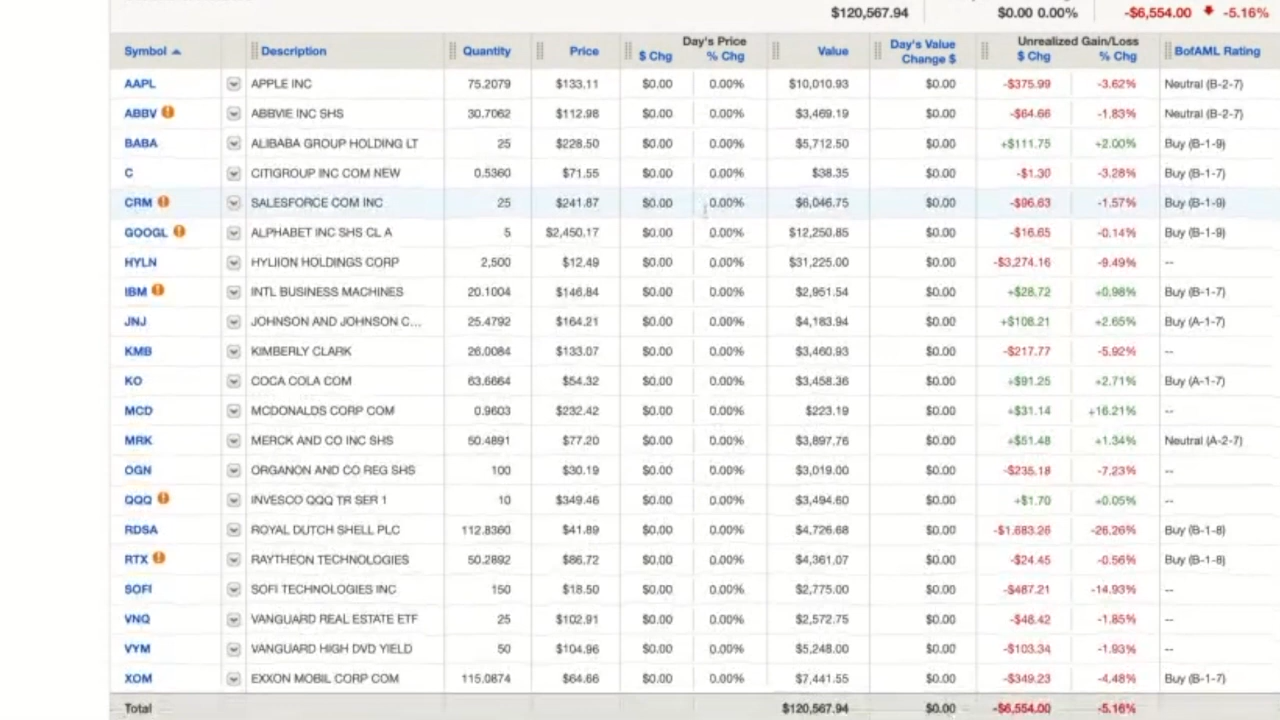 $120,567.94 $0.00 0.00% -$6,554.00 -5.16%
Symbol Description Quantity Price Day's Price $ Chg % Chg Value Day's Value Change $ Unrealized Gain/Loss $ Chg % Chg BofAML Rating
AAPL APPLE INC 75.2079 $133.11 $0.00 0.00% $10,010.93 $0.00 -$375.99 -3.62% Neutral (B-2-7)
ABBV ABBVIE INC SHS 30.7062 $112.98 $0.00 0.00% $3,469.19 $0.00 -$64.66 -1.83% Neutral (B-2-7)
BABA ALIBABA GROUP HOLDING LT 25 $228.50 $0.00 0.00% $5,712.50 $0.00 +$111.75 +2.00% Buy (B-1-9)
C CITIGROUP INC COM NEW 0.5360 $71.55 $0.00 0.00% $38.35 $0.00 -$1.30 -3.28% Buy (B-1-7)
CRM SALESFORCE COM INC 25 $241.87 $0.00 0.00% $6,046.75 $0.00 -$96.63 -1.57% Buy (B-1-9)
GOOGL ALPHABET INC SHS CL A 5 $2,450.17 $0.00 0.00% $12,250.85 $0.00 -$16.65 -0.14% Buy (B-1-9)
HYLN HYLIION HOLDINGS CORP 2,500 $12.49 $0.00 0.00% $31,225.00 $0.00 -$3,274.16 -9.49% --
IBM INTL BUSINESS MACHINES 20.1004 $146.84 $0.00 0.00% $2,951.54 $0.00 +$28.72 +0.98% Buy (B-1-7)
JNJ JOHNSON AND JOHNSON C... 25.4792 $164.21 $0.00 0.00% $4,183.94 $0.00 +$108.21 +2.65% Buy (A-1-7)
KMB KIMBERLY CLARK 26.0084 $133.07 $0.00 0.00% $3,460.93 $0.00 -$217.77 -5.92% --
KO COCA COLA COM 63.6664 $54.32 $0.00 0.00% $3,458.36 $0.00 +$91.25 +2.71% Buy (A-1-7)
MCD MCDONALDS CORP COM 0.9603 $232.42 $0.00 0.00% $223.19 $0.00 +$31.14 +16.21% --
MRK MERCK AND CO INC SHS 50.4891 $77.20 $0.00 0.00% $3,897.76 $0.00 +$51.48 +1.34% Neutral (A-2-7)
OGN ORGANON AND CO REG SHS 100 $30.19 $0.00 0.00% $3,019.00 $0.00 -$235.18 -7.23% --
QQQ INVESCO QQQ TR SER 1 10 $349.46 $0.00 0.00% $3,494.60 $0.00 +$1.70 +0.05% --
RDSA ROYAL DUTCH SHELL PLC 112.8360 $41.89 $0.00 0.00% $4,726.68 $0.00 -$1,683.26 -26.26% Buy (B-1-8)
RTX RAYTHEON TECHNOLOGIES 50.2892 $86.72 $0.00 0.00% $4,361.07 $0.00 -$24.45 -0.56% Buy (B-1-8)
SOFI SOFI TECHNOLOGIES INC 150 $18.50 $0.00 0.00% $2,775.00 $0.00 -$487.21 -14.93% --
VNQ VANGUARD REAL ESTATE ETF 25 $102.91 $0.00 0.00% $2,572.75 $0.00 -$48.42 -1.85% --
VYM VANGUARD HIGH DVD YIELD 50 $104.96 $0.00 0.00% $5,248.00 $0.00 -$103.34 -1.93% --
XOM EXXON MOBIL CORP COM 115.0874 $64.66 $0.00 0.00% $7,441.55 $0.00 -$349.23 -4.48% Buy (B-1-7)
Total $120,567.94 $0.00 -$6,554.00 -5.16%